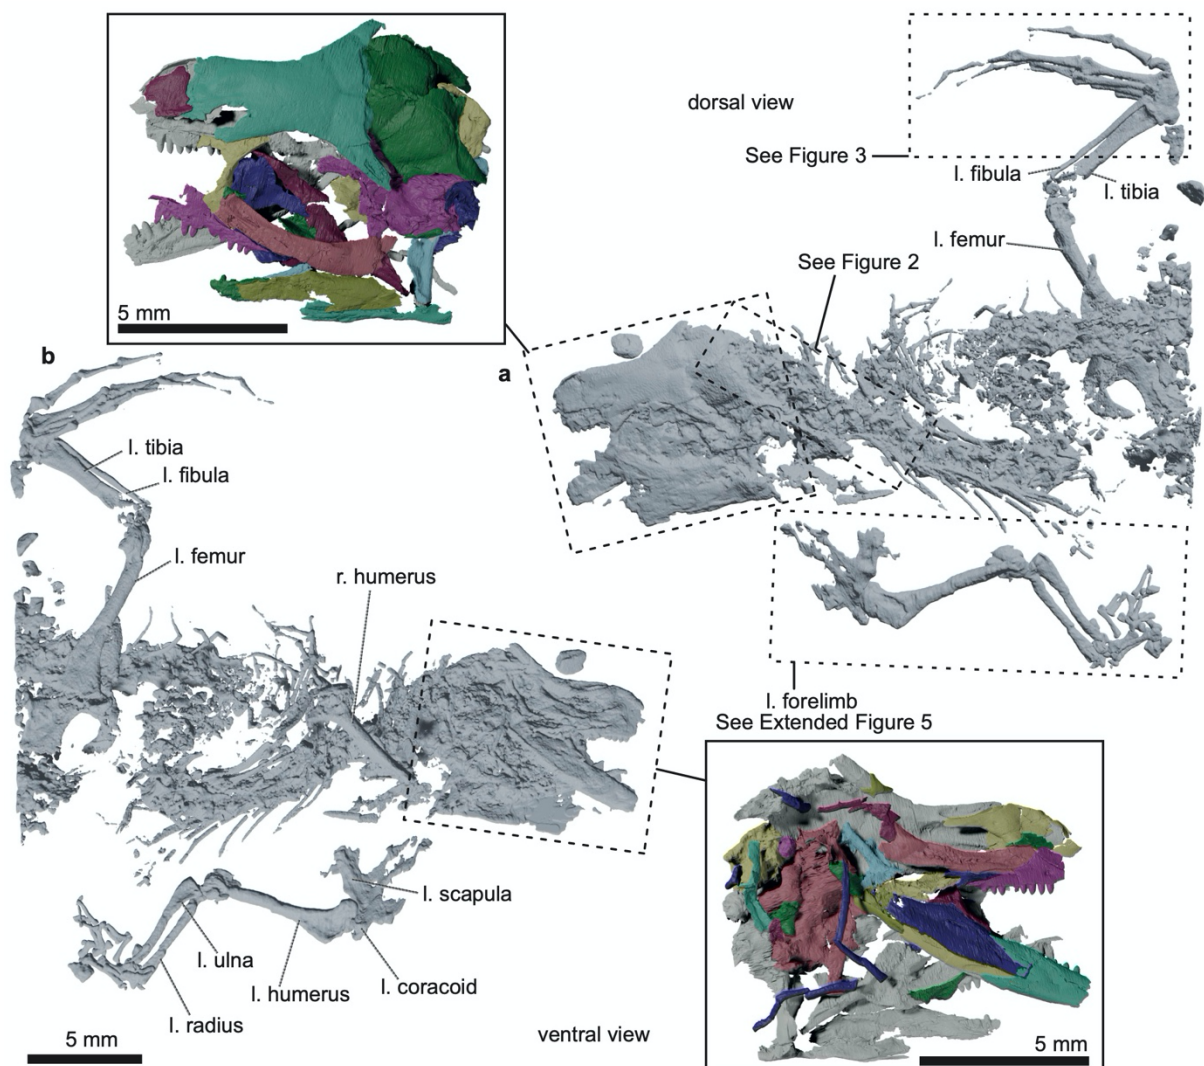 dorsal view
See Figure 3
l. fibula
l. tibia
l. femur
See Figure 2
5 mm
a
b
l. tibia
l. fibula
l. femur
r. humerus
l. forelimb
See Extended Figure 5
l. scapula
l. ulna
l. humerus
l. coracoid
l. radius
5 mm
ventral view
5 mm